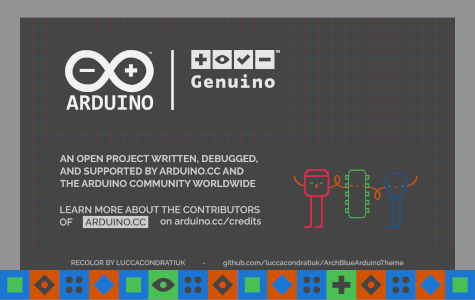 ARDUINO
Genuino
AN OPEN PROJECT WRITTEN, DEBUGGED,
AND SUPPORTED BY ARDUINO.CC AND
THE ARDUINO COMMUNITY WORLDWIDE
LEARN MORE ABOUT THE CONTRIBUTORS
OF ARDUINO.CC on arduino.cc/credits
RECOLOR BY LUCCACONDRATIUK - github.com/luccacondratiuk/ArchBlueArduinoTheme